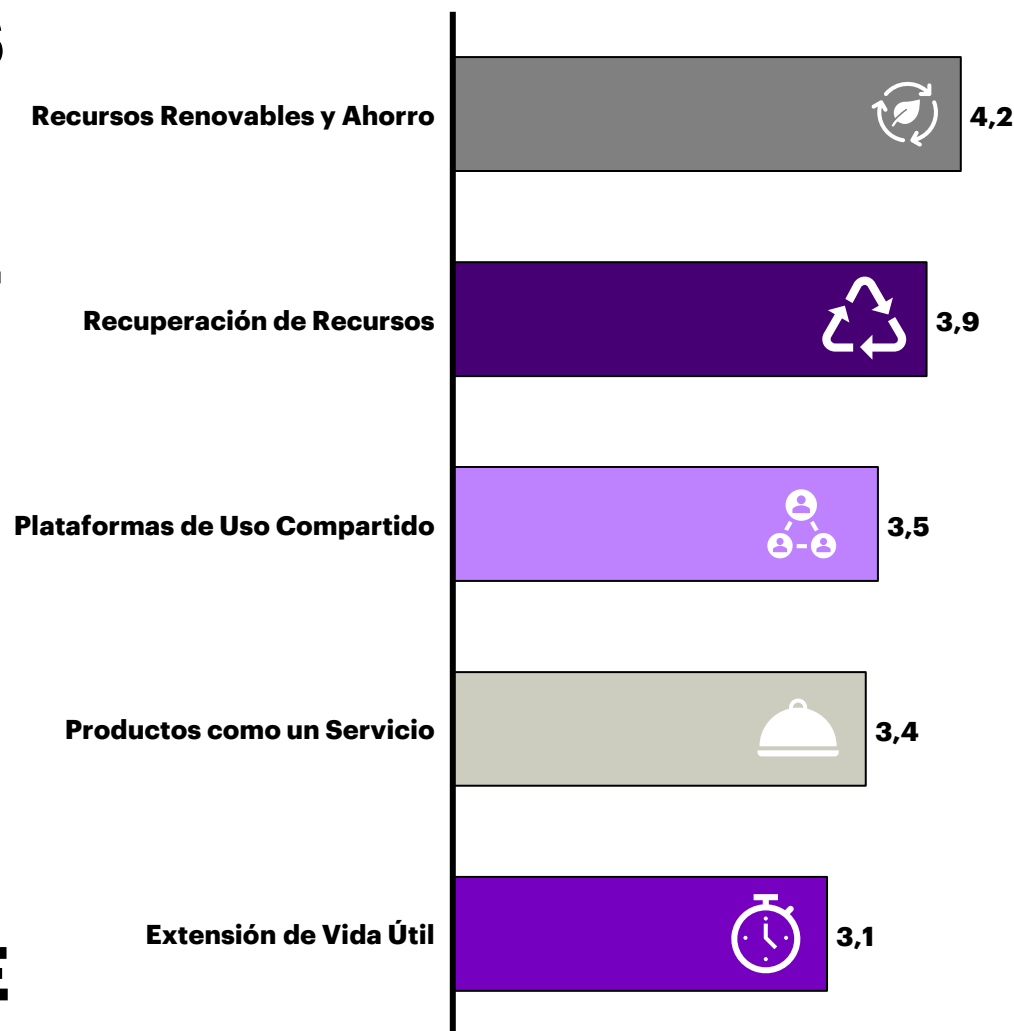 Recursos Renovables y Ahorro
4,2
Recuperación de Recursos
3,9
Plataformas de Uso Compartido
3,5
Productos como un Servicio
3,4
Extensión de Vida Útil
3,1